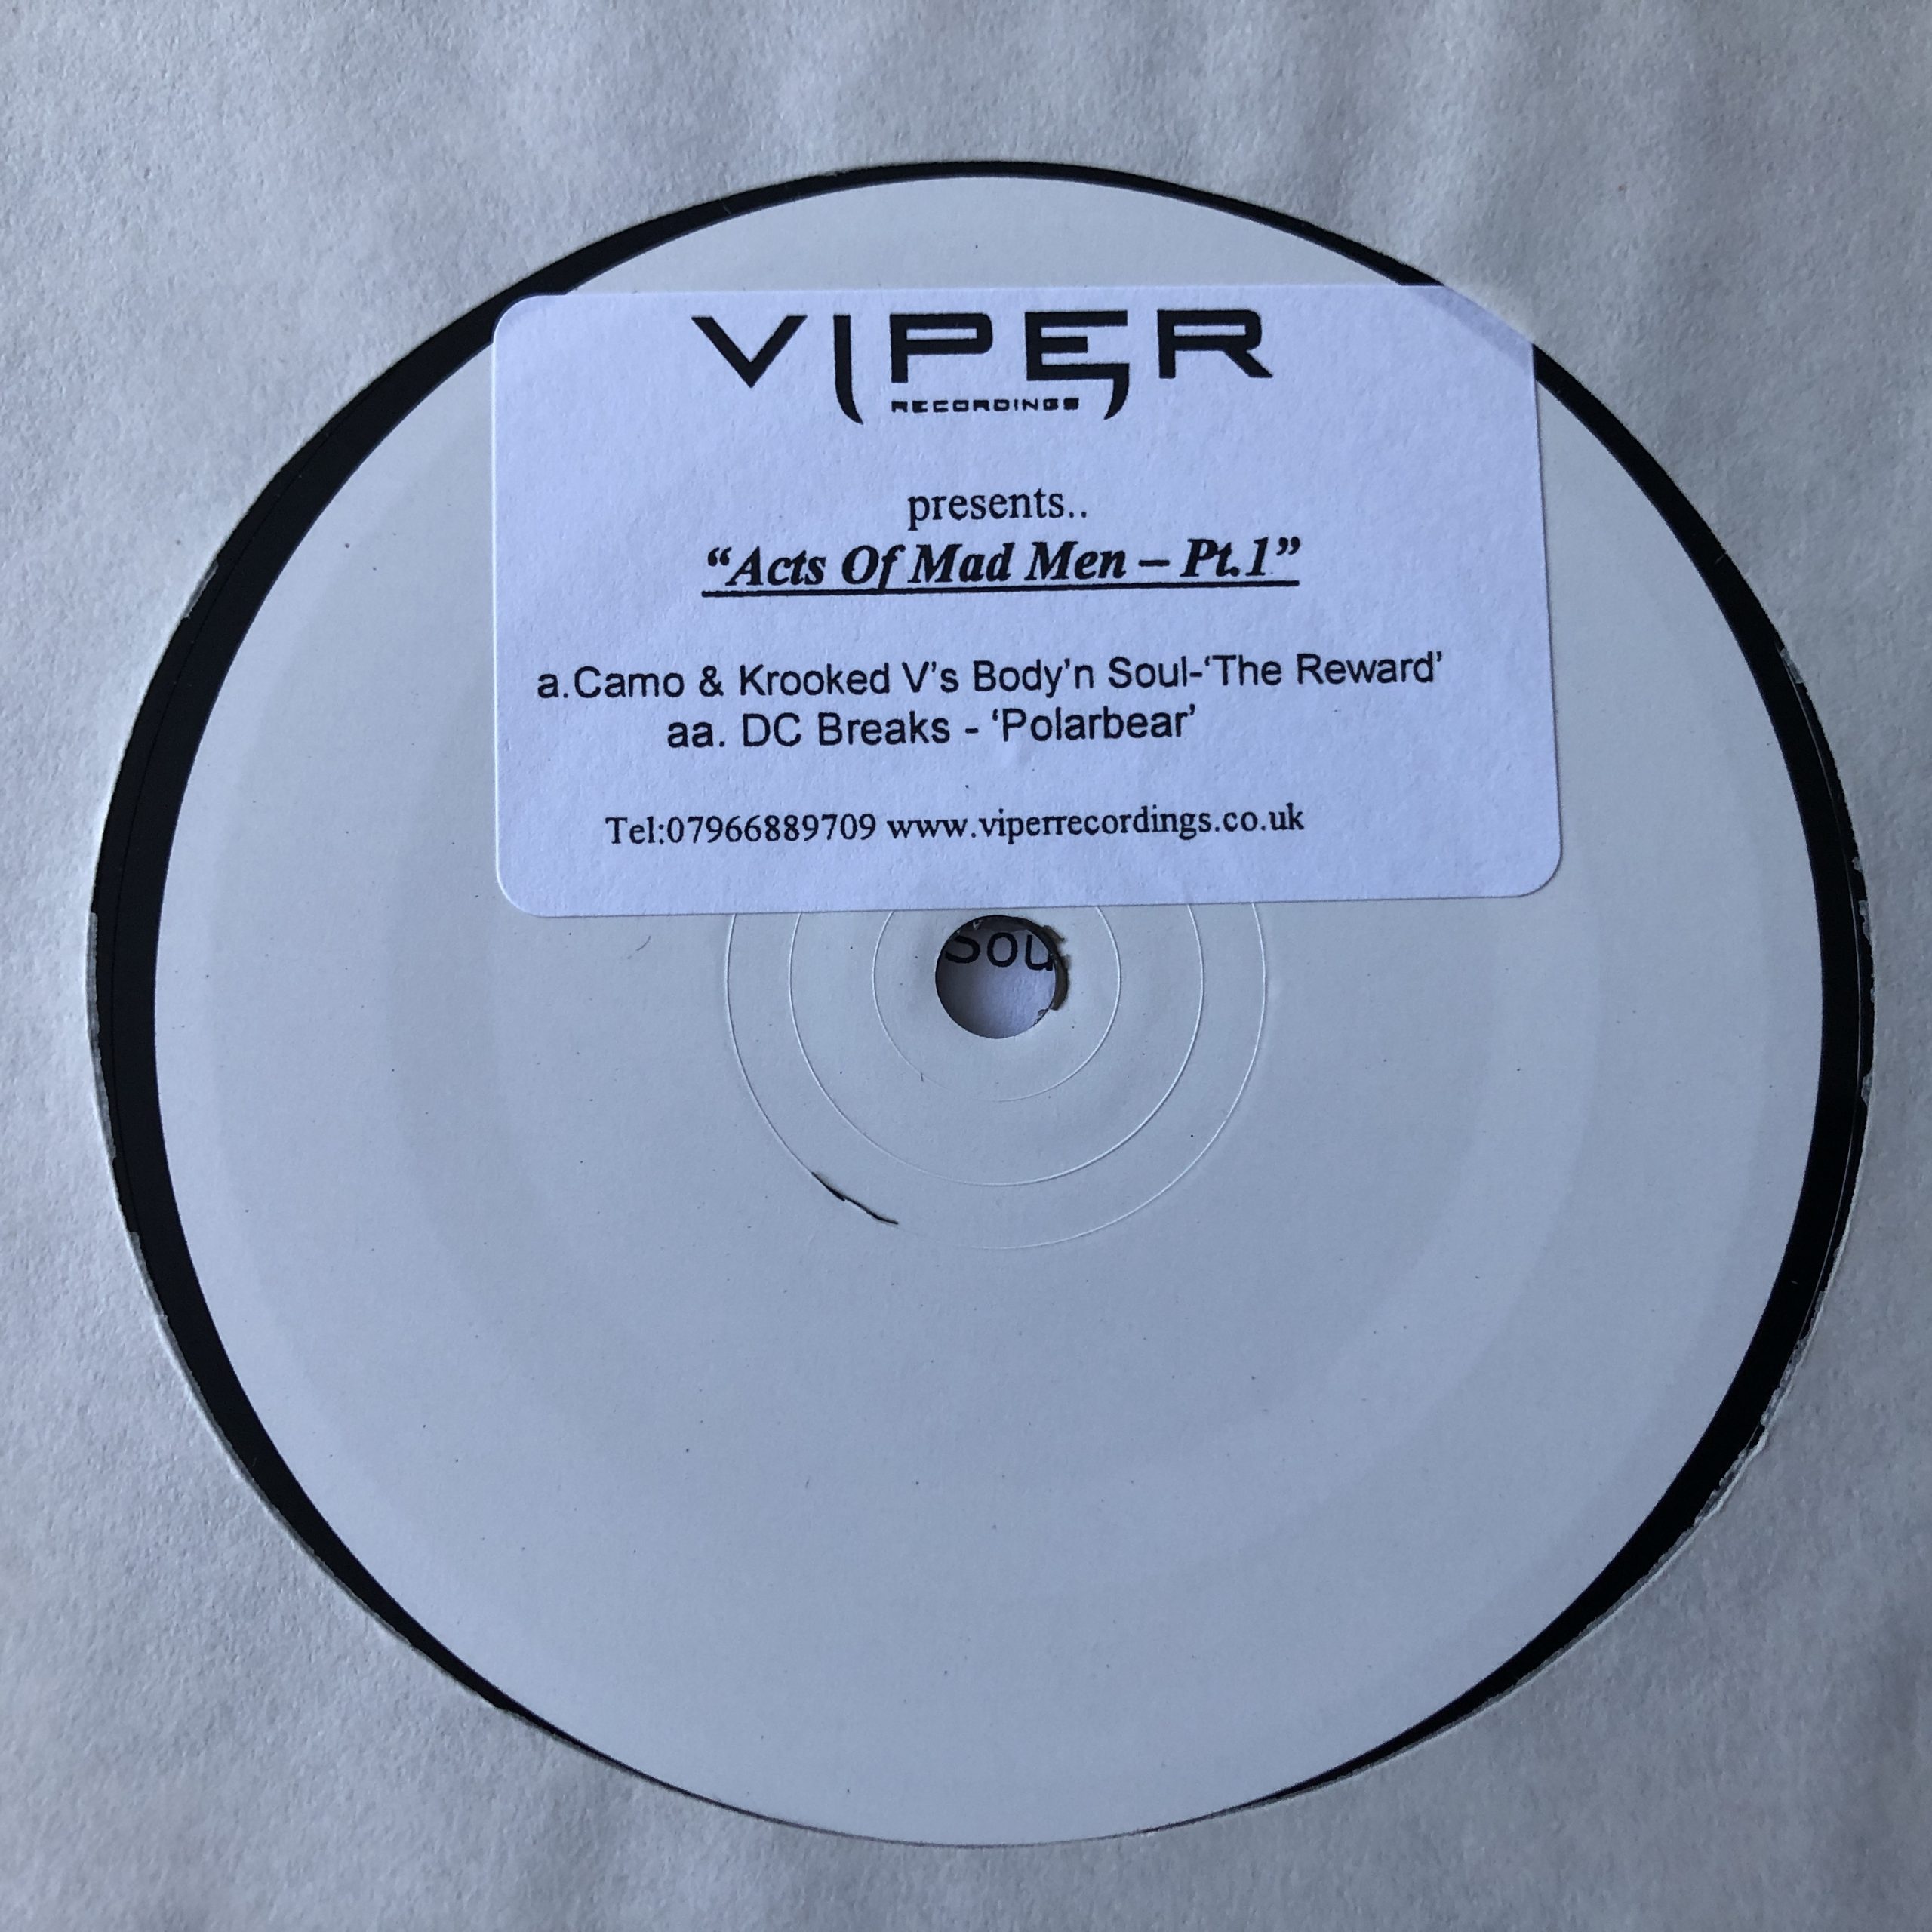 VIPER
RECORDINGS
presents..
“Acts Of Mad Men – Pt.1”
a.Camo & Krooked V’s Body’n Soul-‘The Reward’
aa. DC Breaks - ‘Polarbear’
Tel:07966889709 www.viperrecordings.co.uk
Sou